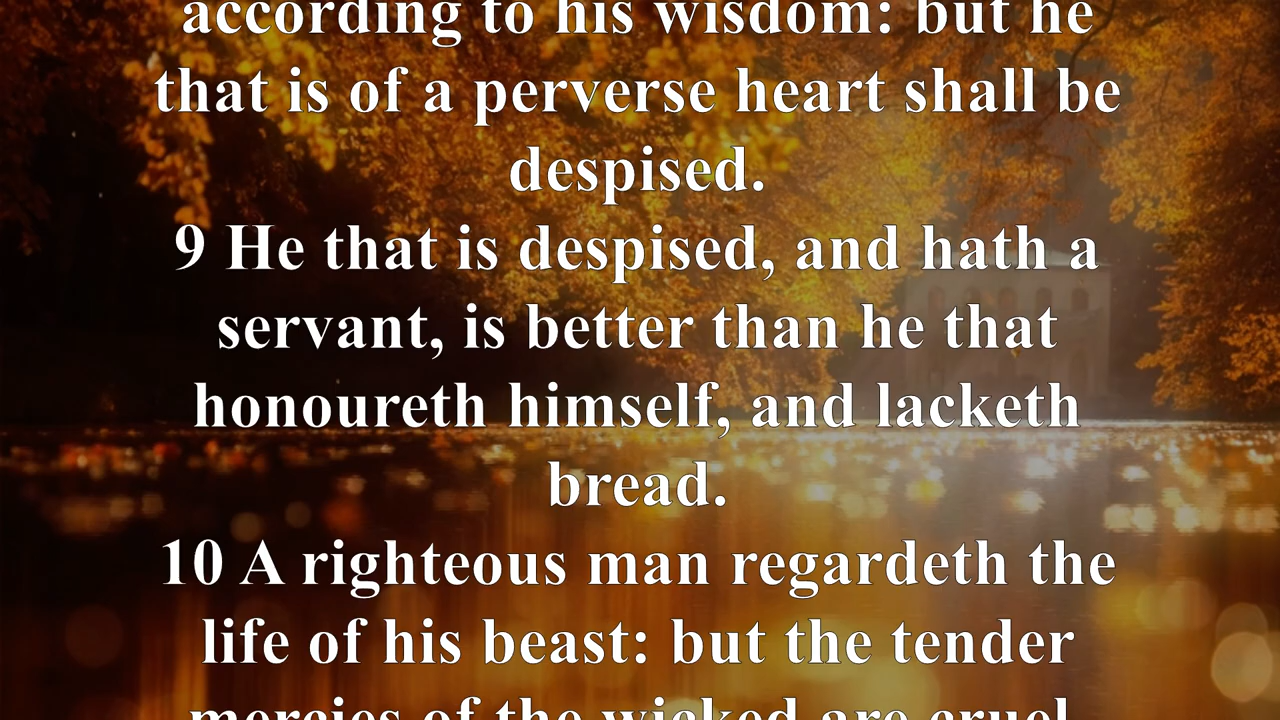 according to his wisdom: but he
that is of a perverse heart shall be
despised.
9 He that is despised, and hath a
servant, is better than he that
honoureth himself, and lacketh
bread.
10 A righteous man regardeth the
life of his beast: but the tender
mercies of the wicked are cruel